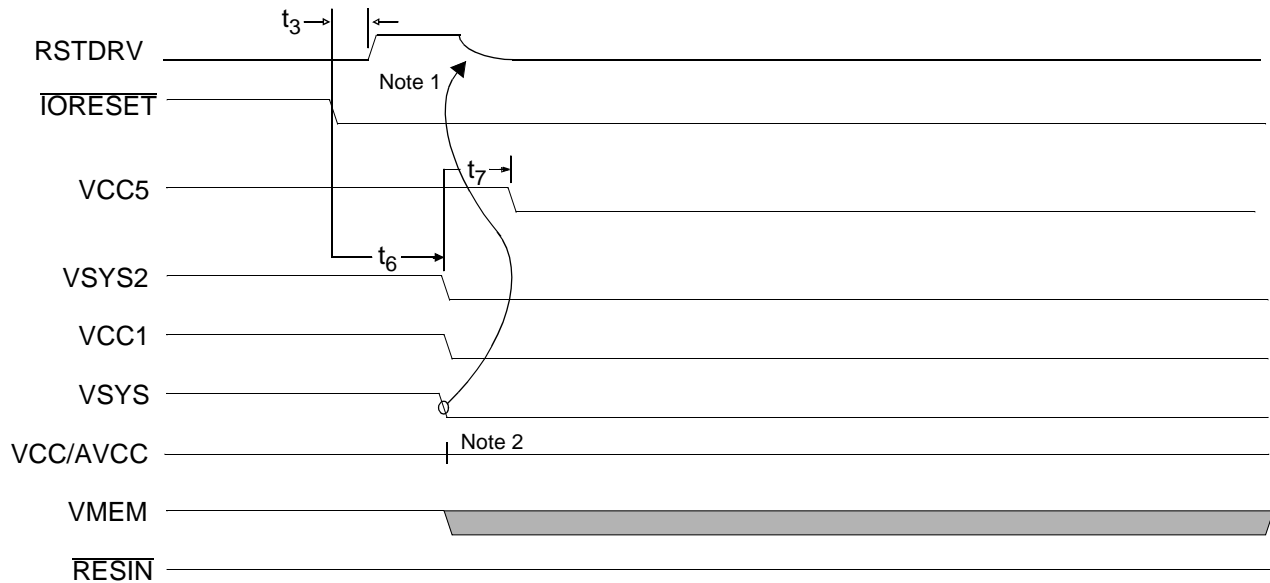 t3
RSTDRV
Note 1
IORESET
t7
VCC5
t6
VSYS2
VCC1
VSYS
Note 2
VCC/AVCC
VMEM
RESIN